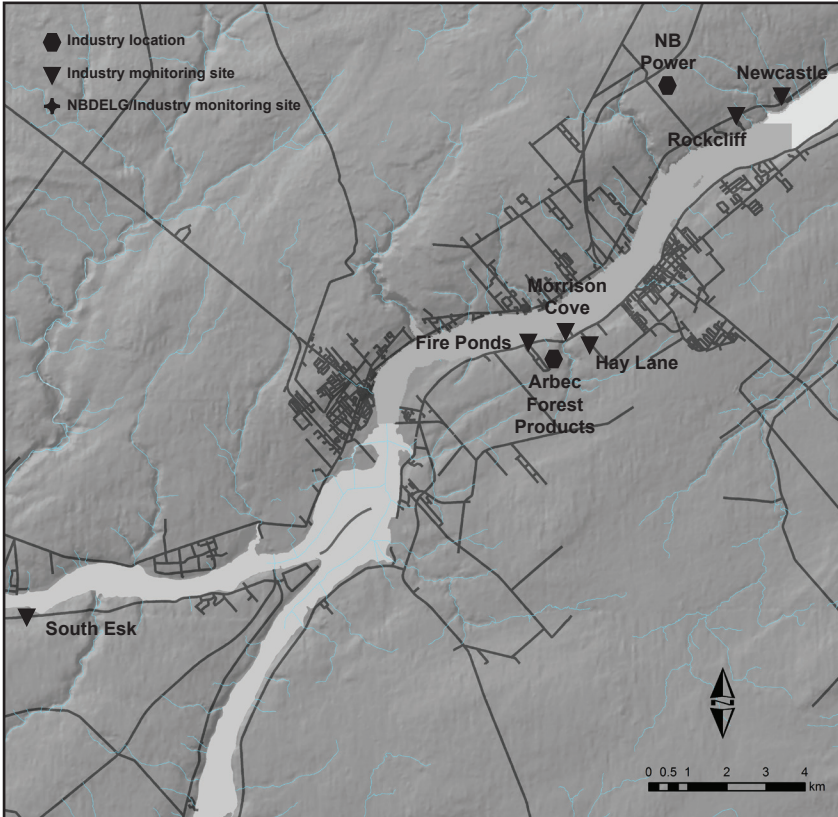 Industry location
Industry monitoring site
NBDELG/Industry monitoring site
NB
Power
Newcastle
Rockcliff
Morrison
Cove
Fire Ponds
Hay Lane
Arbec
Forest
Products
South Esk
N
0 0.5 1 2 3 4
km